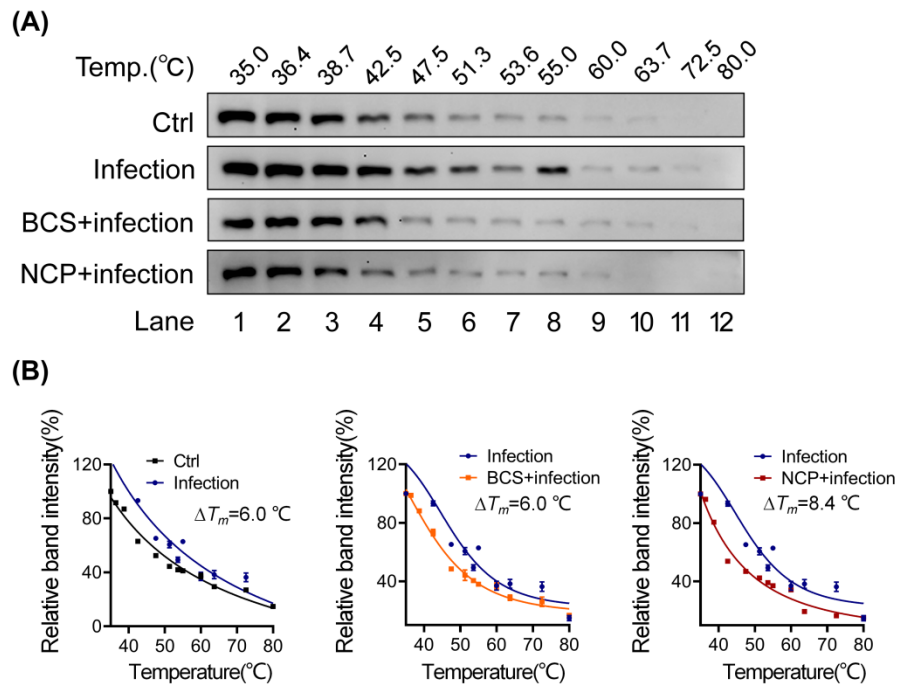 (A)
Temp.(°C) 35.0 36.4 38.7 42.5 47.5 51.3 53.6 55.0 60.0 63.7 72.5 80.0
Ctrl
Infection
BCS+infection
NCP+infection
Lane 1 2 3 4 5 6 7 8 9 10 11 12
(B)
Relative band intensity(%)
120
80
40
0
Ctrl
Infection
ΔTm=6.0 °C
40 50 60 70 80
Temperature(°C)
Relative band intensity(%)
120
80
40
Infection
BCS+infection
ΔTm=6.0 °C
40 50 60 70 80
Temperature(°C)
Relative band intensity(%)
120
80
40
Infection
NCP+infection
ΔTm=8.4 °C
40 50 60 70 80
Temperature(°C)